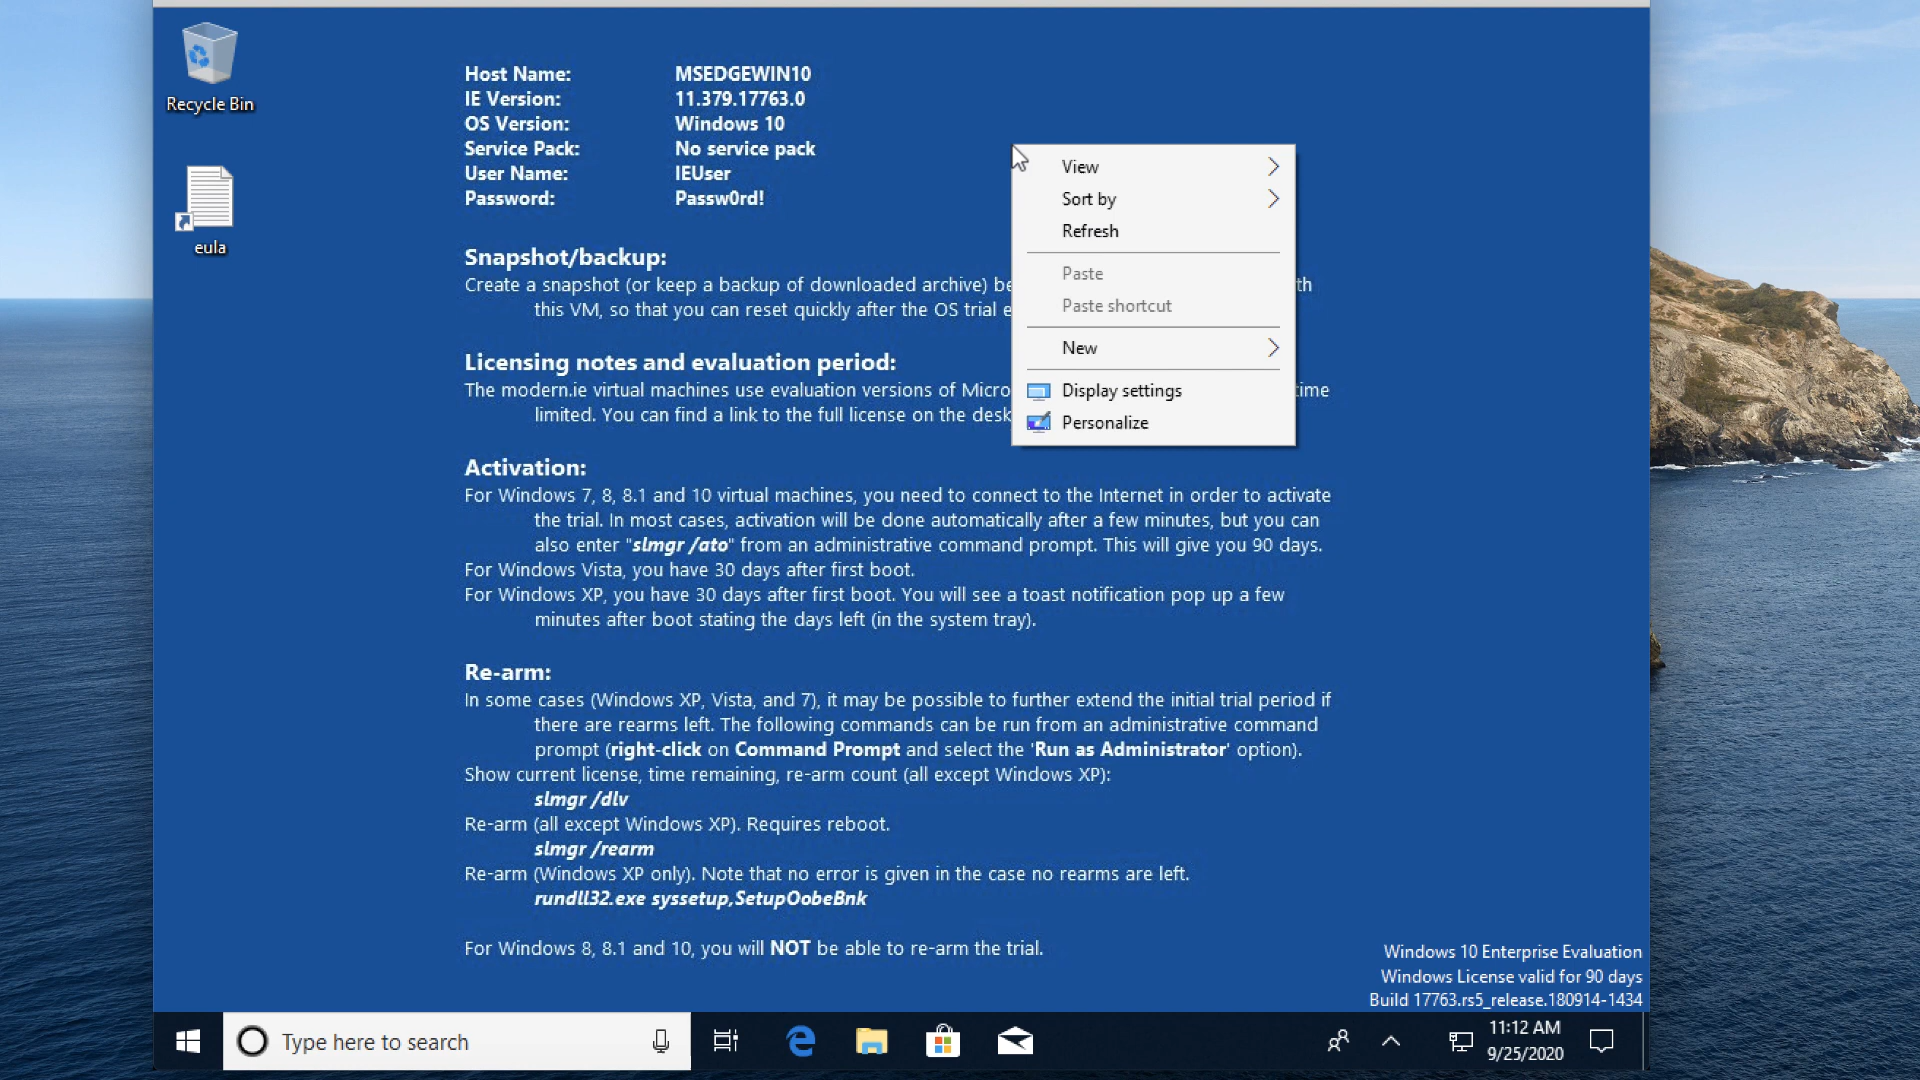 Recycle Bin
eula
Host Name: MSEDGEWIN10
IE Version: 11.379.17763.0
OS Version: Windows 10
Service Pack: No service pack
User Name: IEUser
Password: Passw0rd!
Snapshot/backup:
Create a snapshot (or keep a backup of downloaded archive) th
this VM, so that you can reset quickly after the OS trial
Licensing notes and evaluation period:
The modern.ie virtual machines use evaluation versions of time
limited. You can find a link to the full license on the
Activation:
For Windows 7, 8, 8.1 and 10 virtual machines, you need to connect to the Internet in order to activate
the trial. In most cases, activation will be done automatically after a few minutes, but you can
also enter "slmgr /ato" from an administrative command prompt. This will give you 90 days.
For Windows Vista, you have 30 days after first boot.
For Windows XP, you have 30 days after first boot. You will see a toast notification pop up a few
minutes after boot stating the days left (in the system tray).
Re-arm:
In some cases (Windows XP, Vista, and 7), it may be possible to further extend the initial trial period if
there are rearms left. The following commands can be run from an administrative command
prompt (right-click on Command Prompt and select the 'Run as Administrator' option).
Show current license, time remaining, re-arm count (all except Windows XP):
slmgr /dlv
Re-arm (all except Windows XP). Requires reboot.
slmgr /rearm
Re-arm (Windows XP only). Note that no error is given in the case no rearms are left.
rundll32.exe syssetup,SetupOobeBnk
For Windows 8, 8.1 and 10, you will NOT be able to re-arm the trial.
View
Sort by
Refresh
Paste
Paste shortcut
New
Display settings
Personalize
Windows 10 Enterprise Evaluation
Windows License valid for 90 days
Build 17763.rs5_release.180914-1434
Type here to search
11:12 AM
9/25/2020